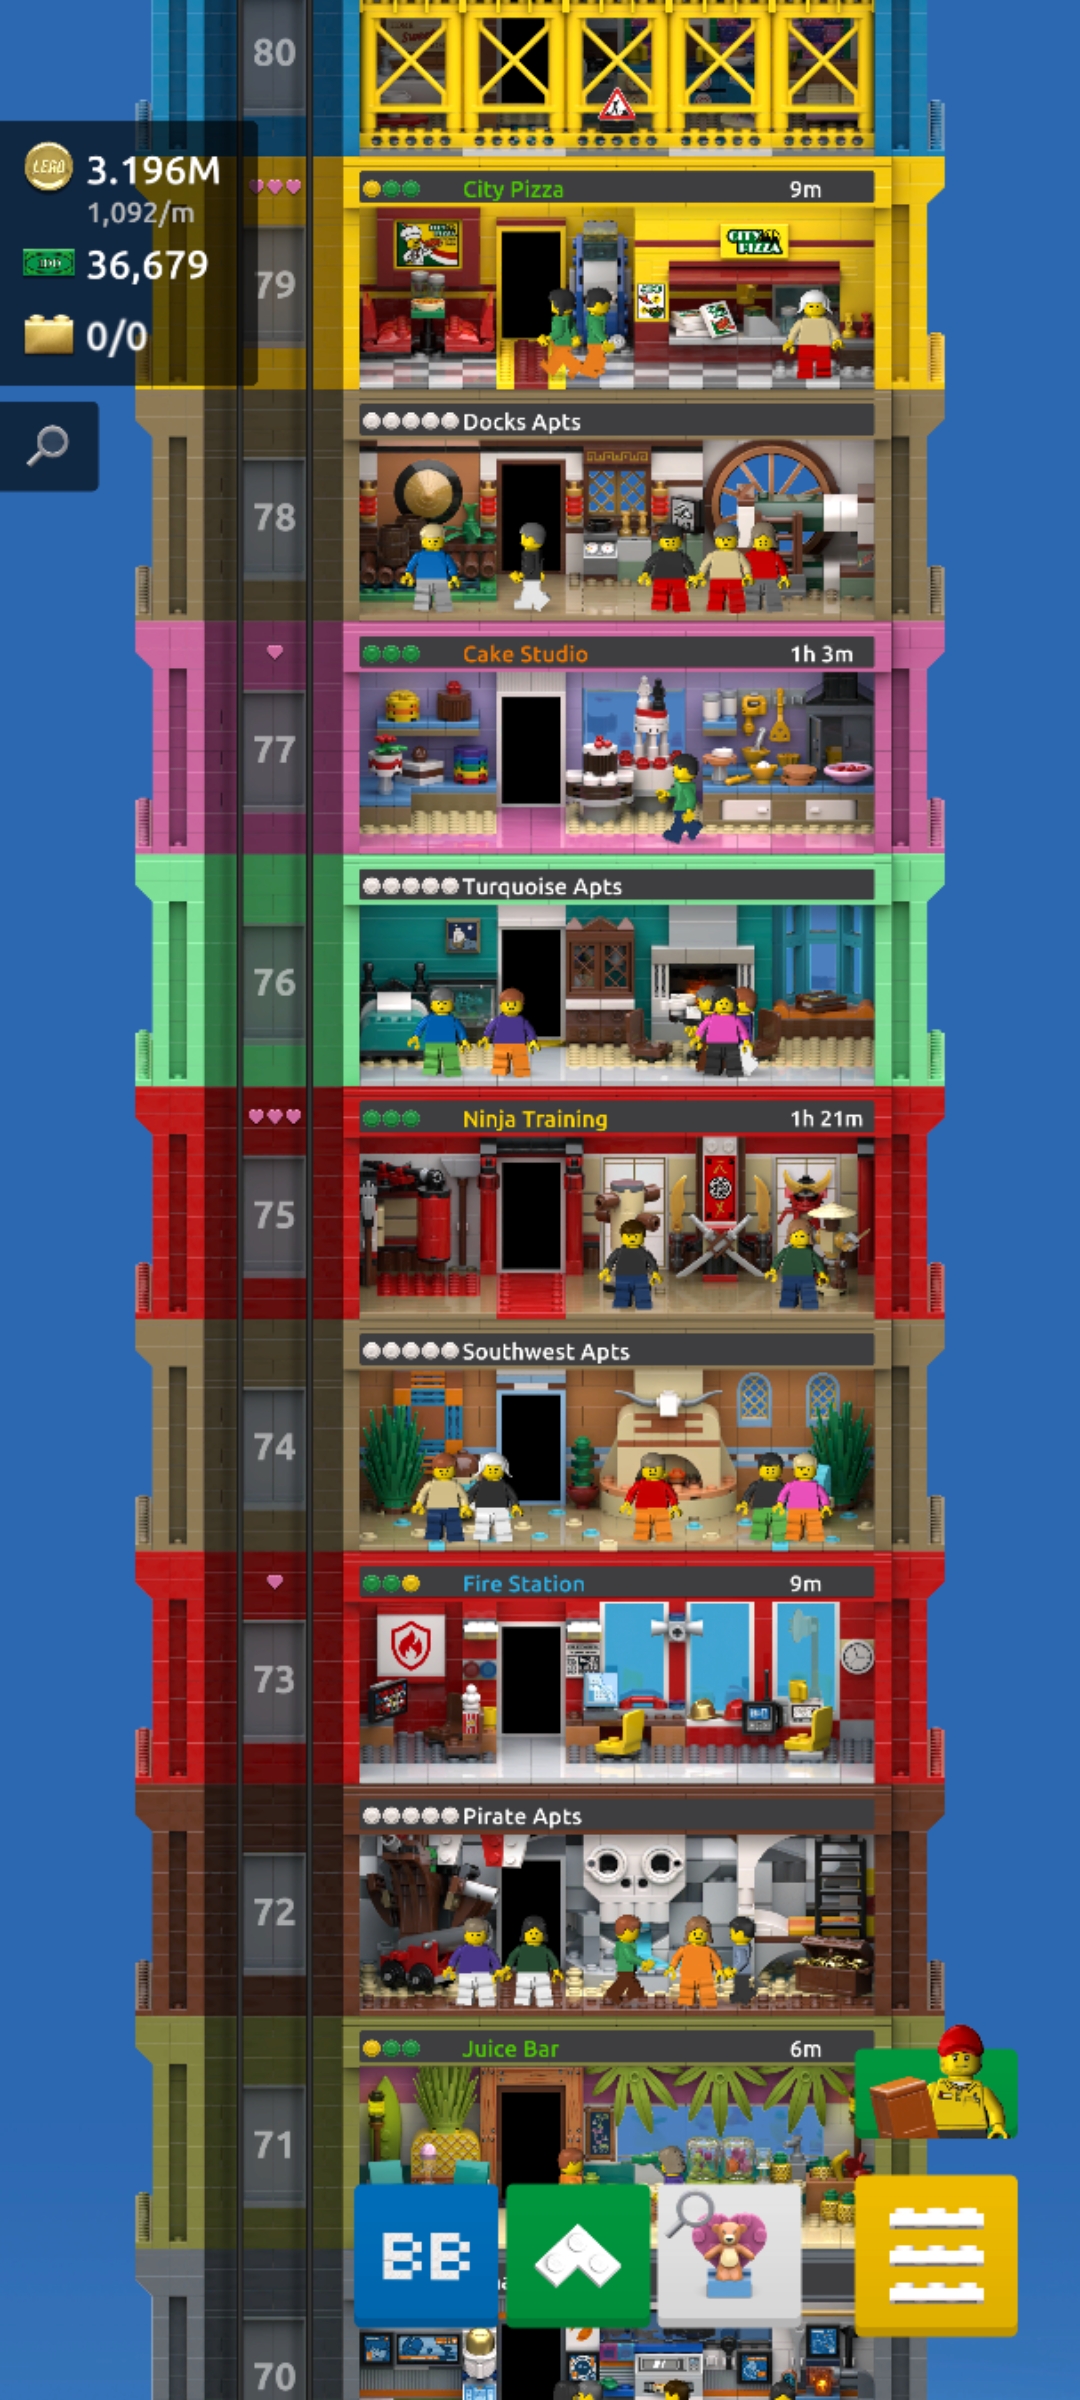 80
LEGO 3.196M
1,092/m
36,679
0/0
City Pizza 9m
CITY PIZZA
79
Docks Apts
78
Cake Studio 1h 3m
77
Turquoise Apts
76
Ninja Training 1h 21m
75
Southwest Apts
74
Fire Station 9m
73
Pirate Apts
72
Juice Bar 6m
71
BB
70